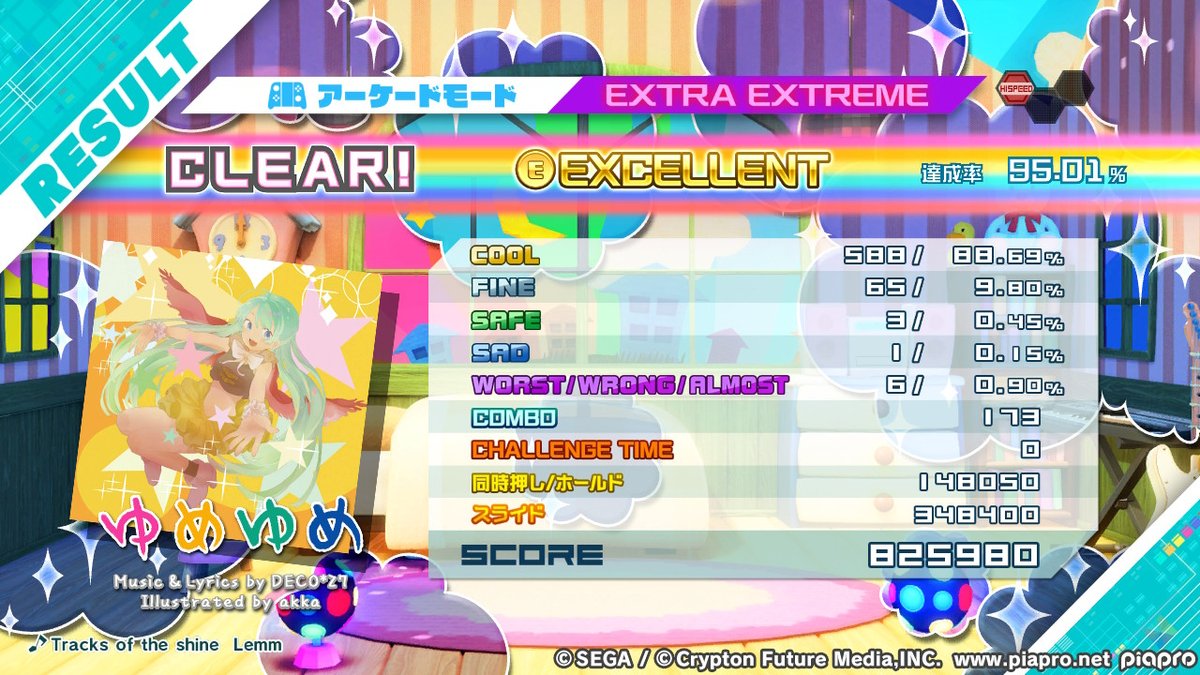 RESULT
アーケードモード EXTRA EXTREME HISPEED
CLEAR! E EXCELLENT 達成率 95.01%
COOL 588/ 88.69%
FINE 65/ 9.80%
SAFE 3/ 0.45%
SAD 1/ 0.15%
WORST/WRONG/ALMOST 6/ 0.90%
COMBO 173
CHALLENGE TIME 0
同時押し/ホールド 148050
スライド 348400
SCORE 825980
9 3
ゆめゆめ
Music & Lyrics by DECO*27
Illustrated by akka
♪Tracks of the shine Lemm
©SEGA / ©Crypton Future Media,INC. www.piapro.net piapro